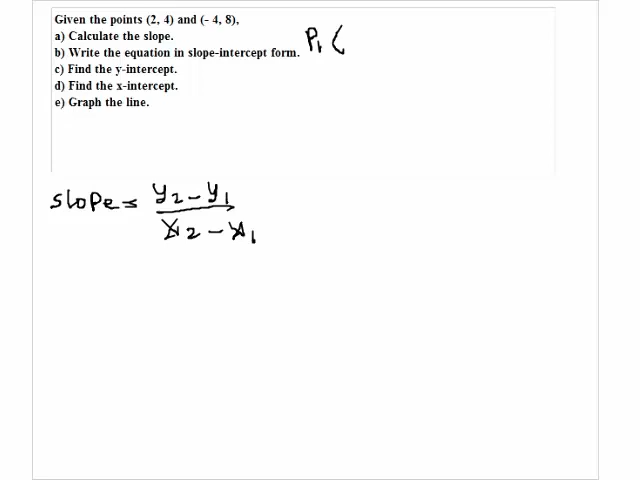 Given the points (2, 4) and (- 4, 8),
a) Calculate the slope.
b) Write the equation in slope-intercept form. P1 (
c) Find the y-intercept.
d) Find the x-intercept.
e) Graph the line.
slope = y2 - y1
x2 - x1